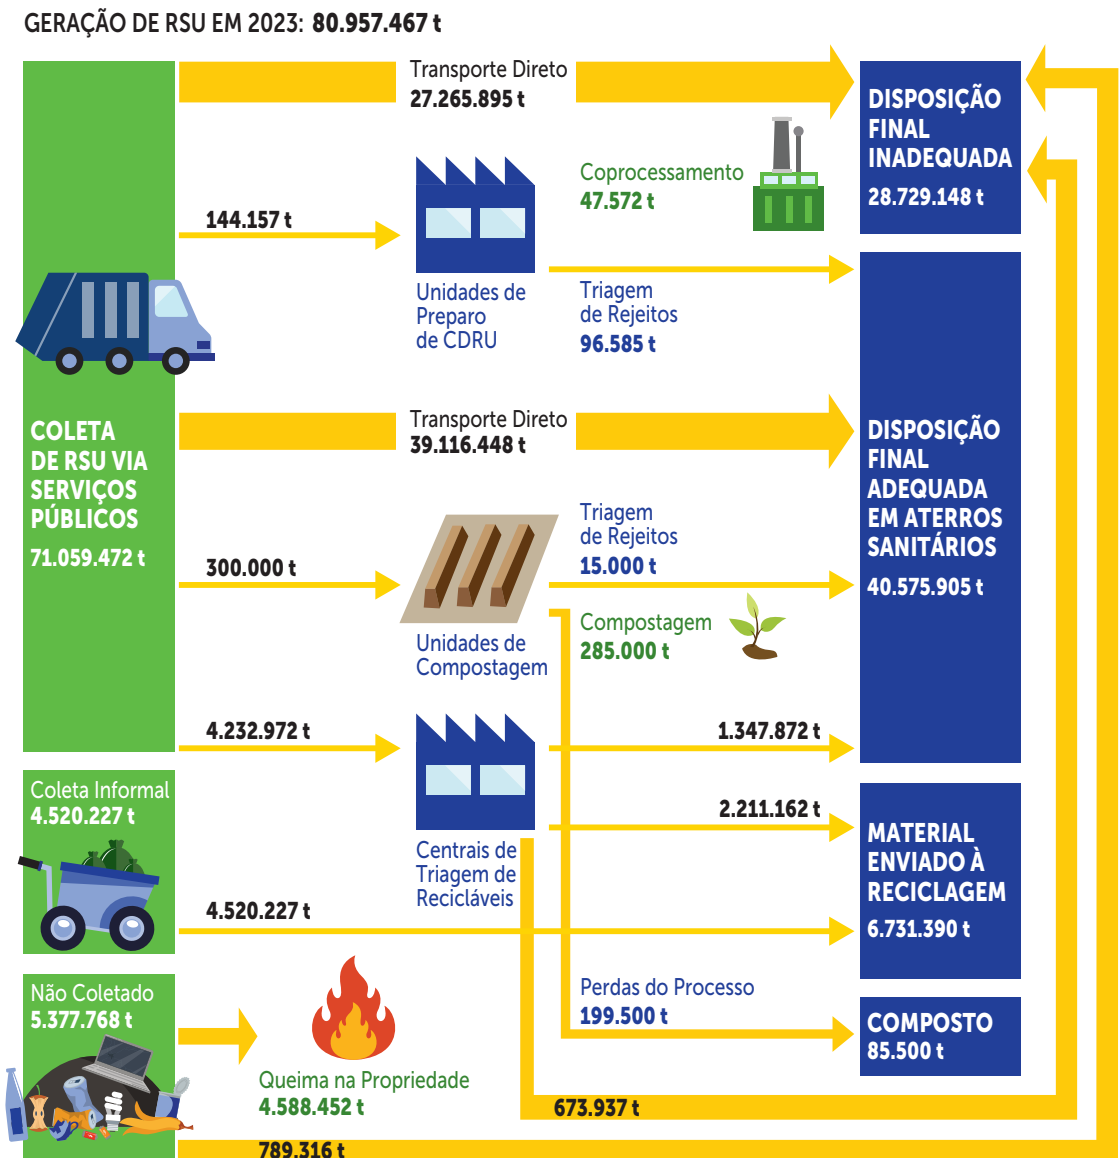 GERAÇÃO DE RSU EM 2023: 80.957.467 t
Transporte Direto
27.265.895 t
DISPOSIÇÃO
FINAL
INADEQUADA
28.729.148 t
Coprocessamento
47.572 t
144.157 t
Unidades de
Preparo
de CDRU
Triagem
de Rejeitos
96.585 t
COLETA
DE RSU VIA
SERVIÇOS
PÚBLICOS
71.059.472 t
Transporte Direto
39.116.448 t
DISPOSIÇÃO
FINAL
ADEQUADA
EM ATERROS
SANITÁRIOS
40.575.905 t
300.000 t
Triagem
de Rejeitos
15.000 t
Unidades de
Compostagem
Compostagem
285.000 t
4.232.972 t
1.347.872 t
Coleta Informal
4.520.227 t
2.211.162 t
Centrais de
Triagem de
Recicláveis
MATERIAL
ENVIADO À
RECICLAGEM
6.731.390 t
4.520.227 t
Não Coletado
5.377.768 t
Perdas do Processo
199.500 t
COMPOSTO
85.500 t
Queima na Propriedade
4.588.452 t
673.937 t
789.316 t